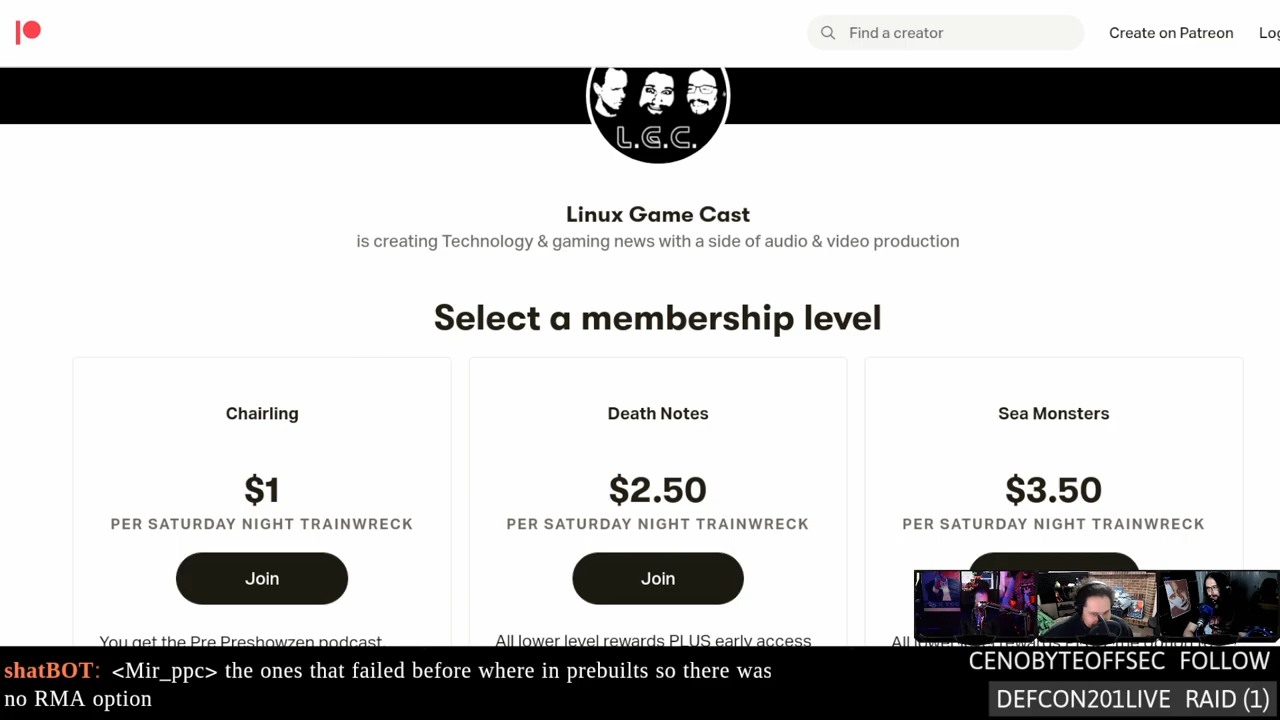 Find a creator
Create on Patreon
L.G.C.
Linux Game Cast
is creating Technology & gaming news with a side of audio & video production
Select a membership level
Chairling
$1
PER SATURDAY NIGHT TRAINWRECK
Join
You get the Pre Preshowzen podcast,
Death Notes
$2.50
PER SATURDAY NIGHT TRAINWRECK
Join
All lower level rewards PLUS early access
Sea Monsters
$3.50
PER SATURDAY NIGHT TRAINWRECK
shatBOT: <Mir_ppc> the ones that failed before where in prebuilts so there was
no RMA option
CENOBYTEOFFSEC FOLLOW
DEFCON201LIVE RAID (1)